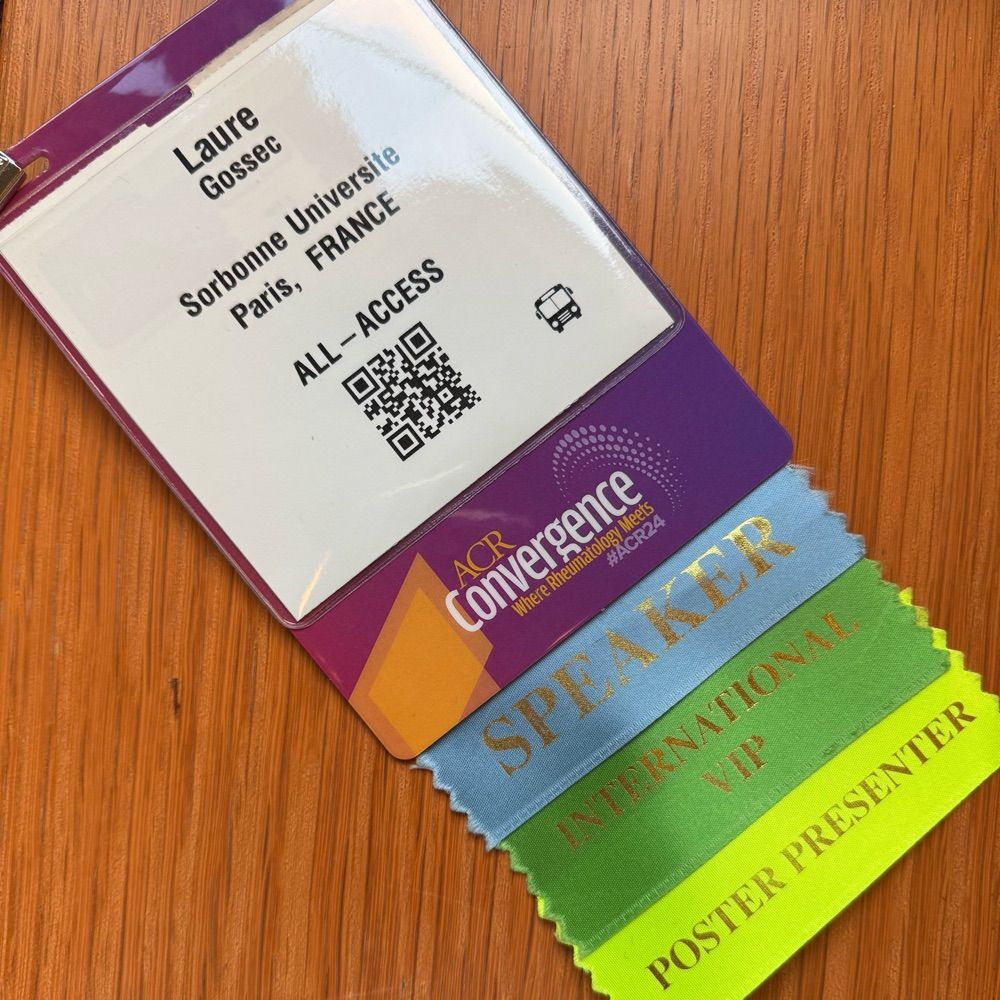 Laure
Gossec
Sorbonne Universite
Paris, FRANCE
ALL-ACCESS
ACR
Convergence
Where Rheumatology Meets
#ACR24
SPEAKER
INTERNATIONAL
VIP
POSTER PRESENTER